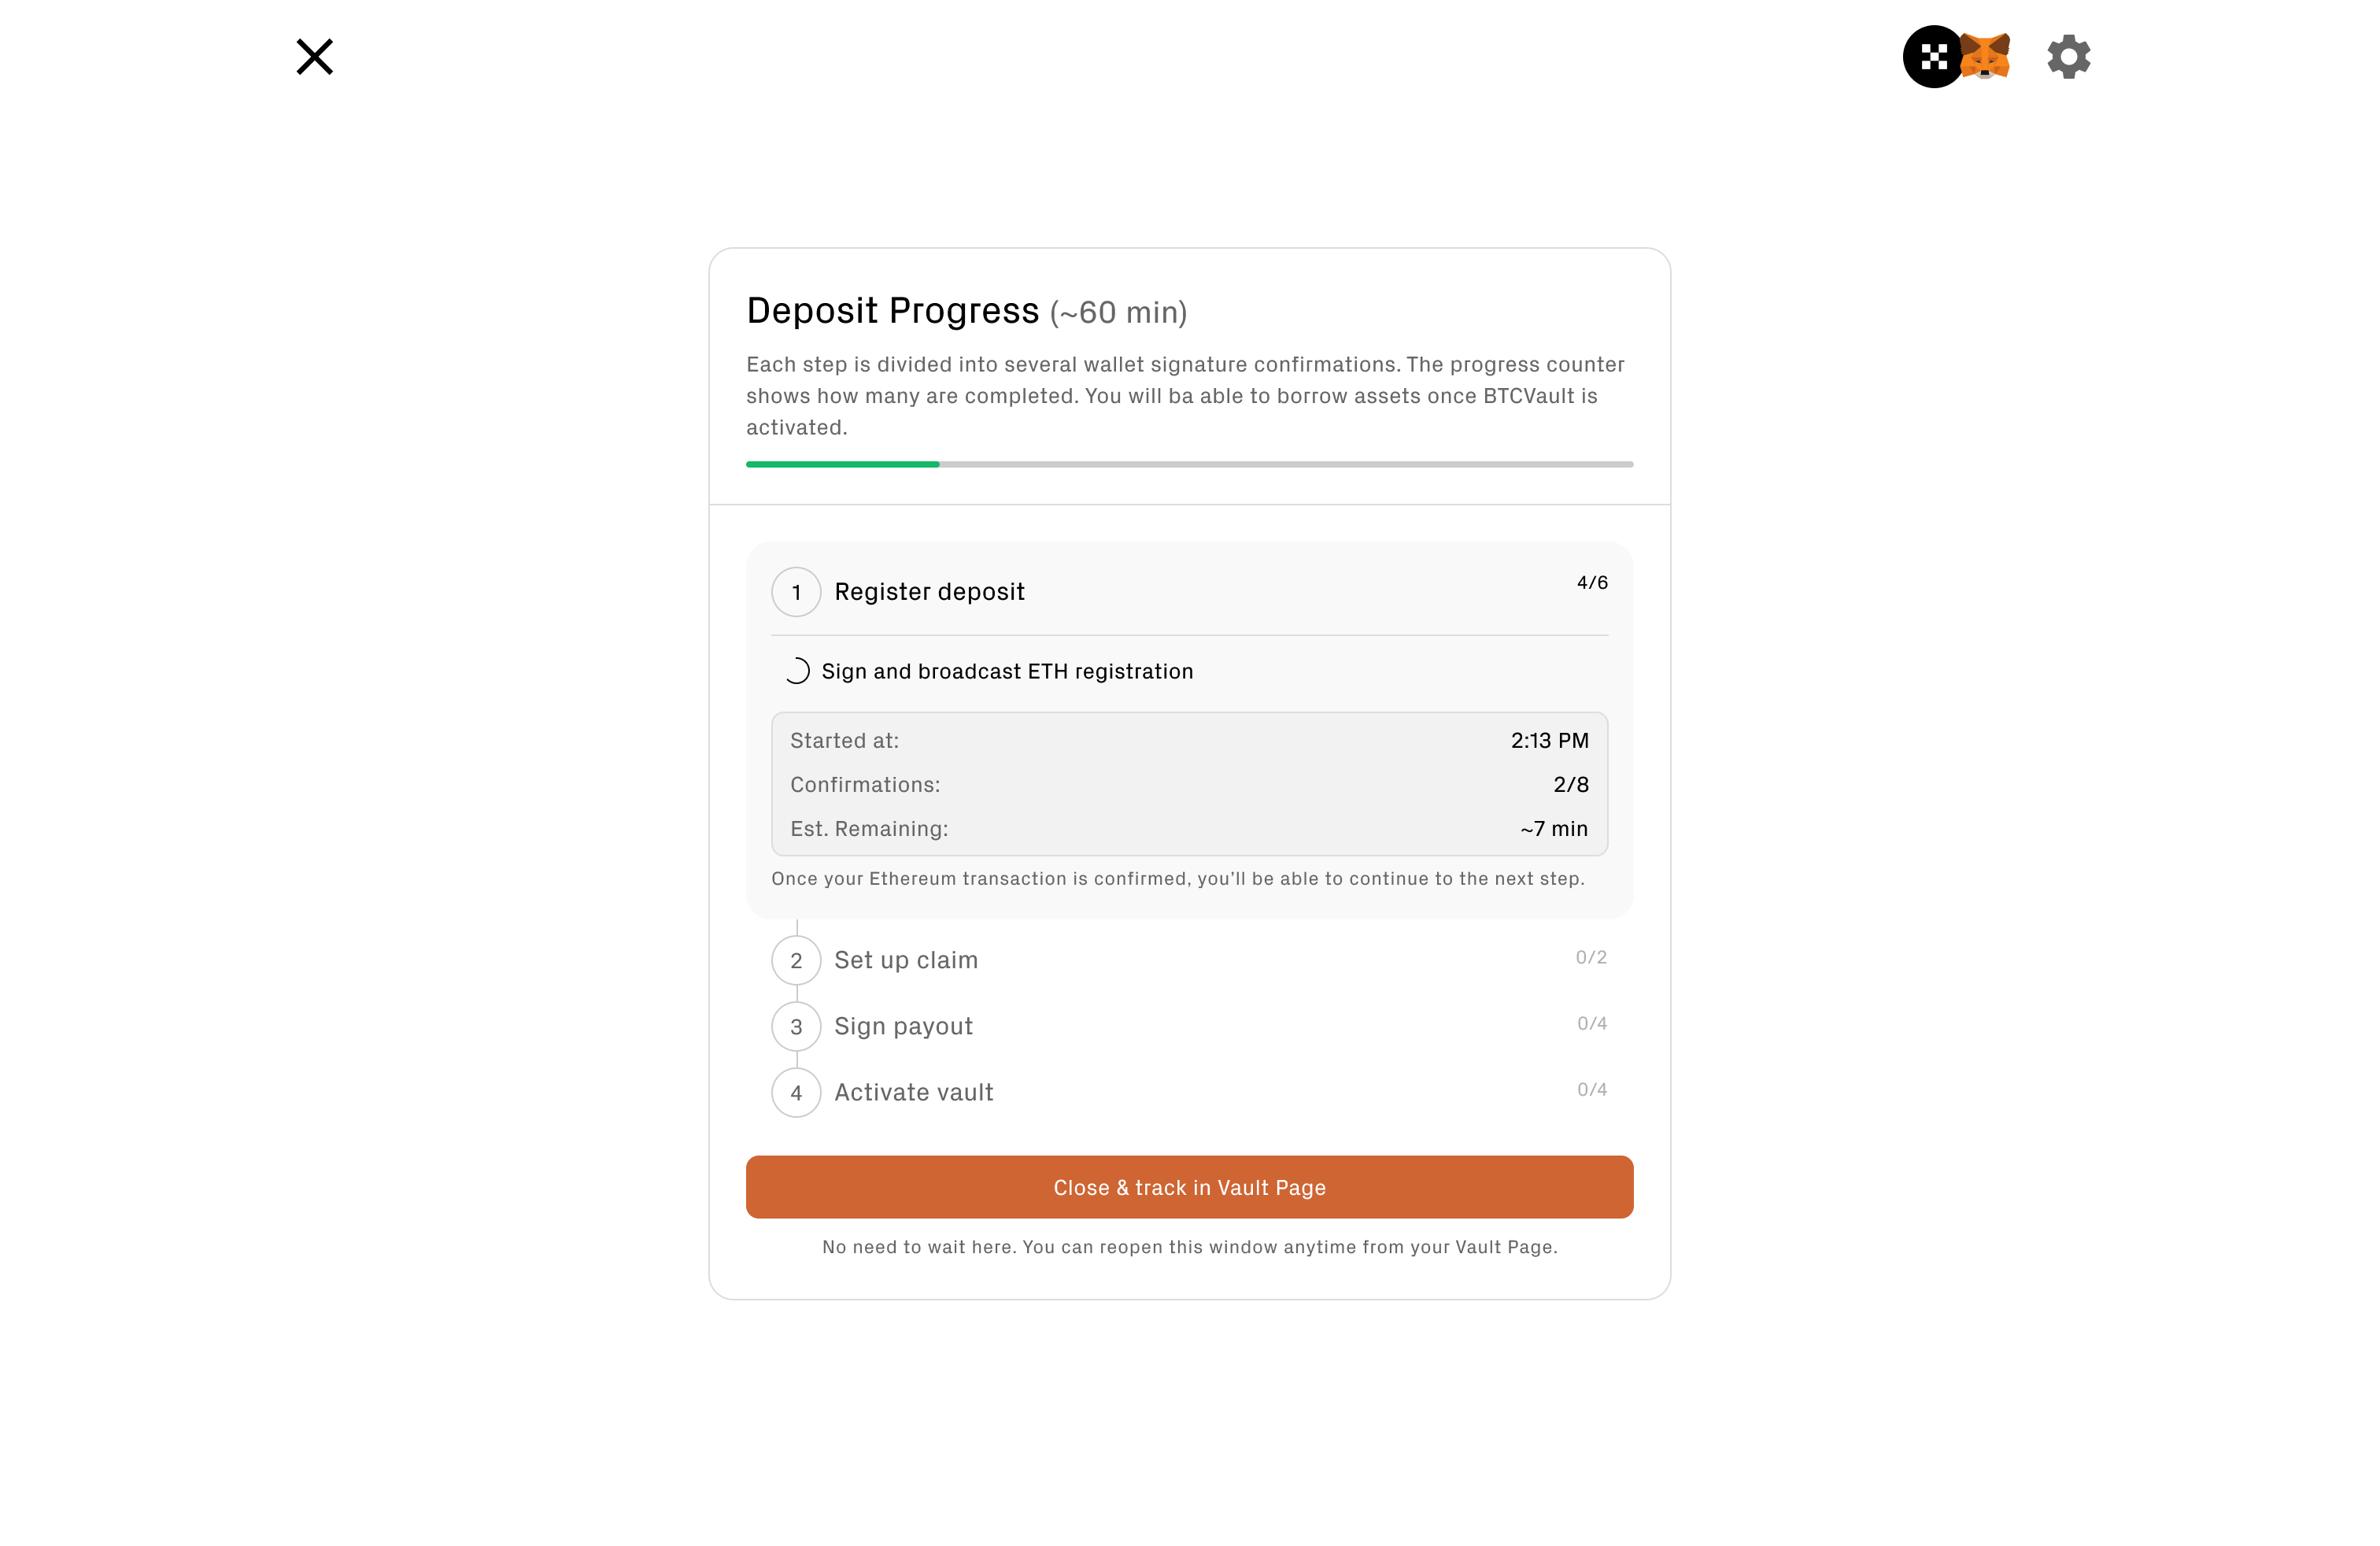 Deposit Progress (~60 min)
Each step is divided into several wallet signature confirmations. The progress counter
shows how many are completed. You will ba able to borrow assets once BTCVault is
activated.
1 Register deposit 4/6
Sign and broadcast ETH registration
Started at: 2:13 PM
Confirmations: 2/8
Est. Remaining: ~7 min
Once your Ethereum transaction is confirmed, you'll be able to continue to the next step.
2 Set up claim 0/2
3 Sign payout 0/4
4 Activate vault 0/4
Close & track in Vault Page
No need to wait here. You can reopen this window anytime from your Vault Page.